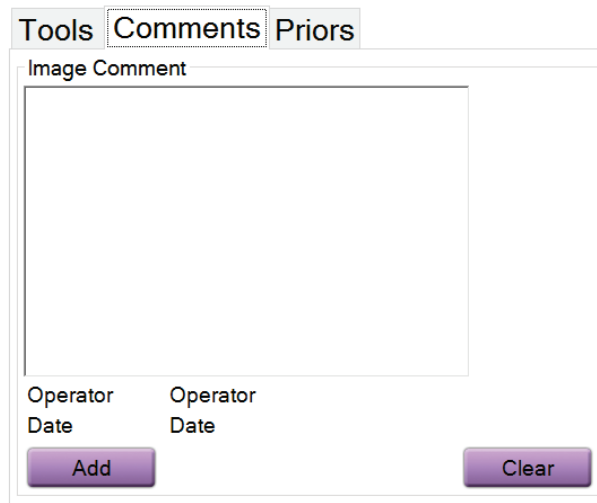 Tools Comments Priors
Image Comment
Operator Operator
Date Date
Add Clear